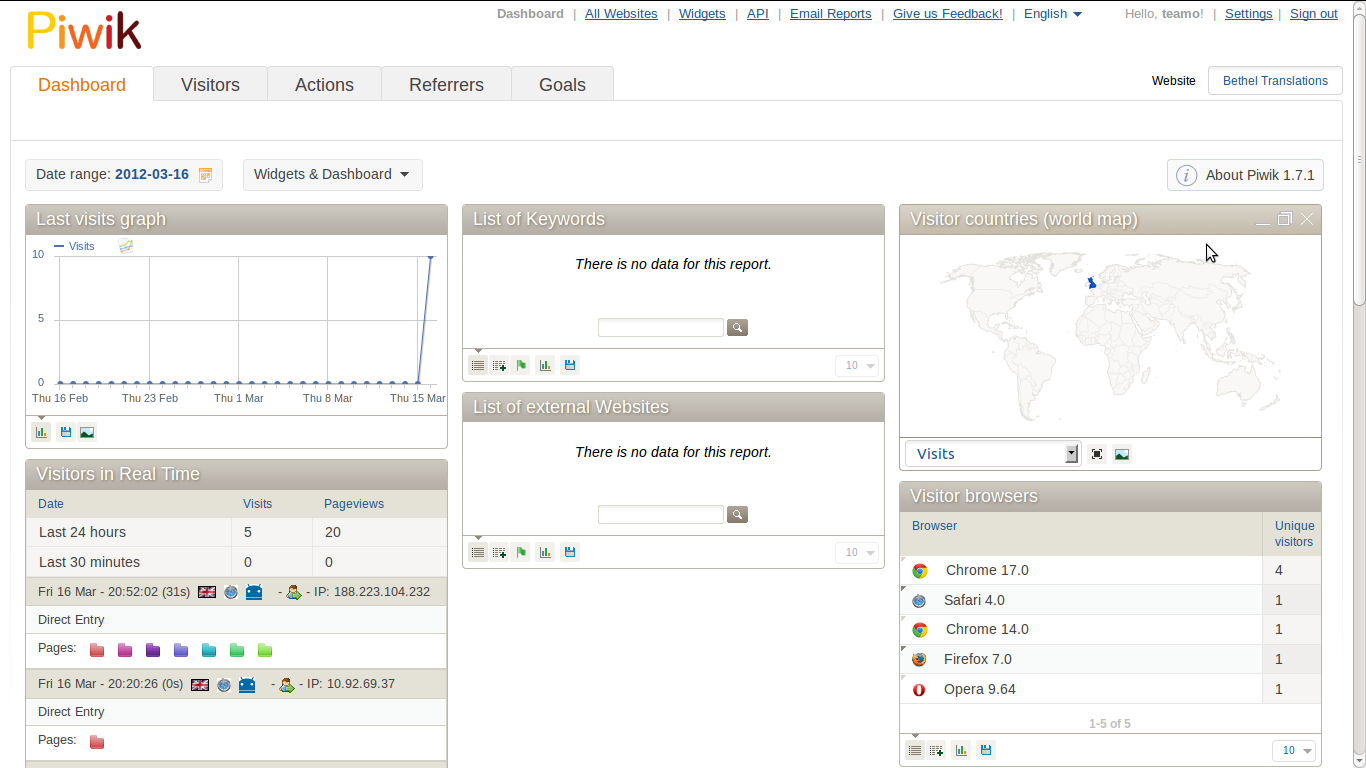 Piwik
Dashboard | All Websites | Widgets | API | Email Reports | Give us Feedback! | English
Hello, teamo! | Settings | Sign out
Dashboard
Visitors
Actions
Referrers
Goals
Website
Bethel Translations
Date range: 2012-03-16
Widgets & Dashboard
About Piwik 1.7.1
Last visits graph
Visits
10
5
0
Thu 16 Feb
Thu 23 Feb
Thu 1 Mar
Thu 8 Mar
Thu 15 Mar
Visitors in Real Time
Date Visits Pageviews
Last 24 hours 5 20
Last 30 minutes 0 0
Fri 16 Mar - 20:52:02 (31s) - - IP: 188.223.104.232
Direct Entry
Pages:
Fri 16 Mar - 20:20:26 (0s) - - IP: 10.92.69.37
Direct Entry
Pages:
List of Keywords
There is no data for this report.
10
List of external Websites
There is no data for this report.
10
Visitor countries (world map)
Visits
Visitor browsers
Browser Unique
visitors
Chrome 17.0 4
Safari 4.0 1
Chrome 14.0 1
Firefox 7.0 1
Opera 9.64 1
1-5 of 5
10